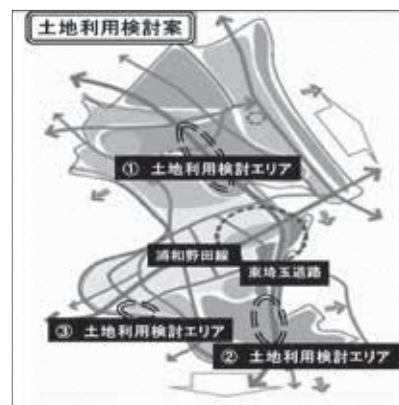 土地利用検討案
① 土地利用検討エリア
浦和野田線
東埼玉道路
③ 土地利用検討エリア
② 土地利用検討エリア